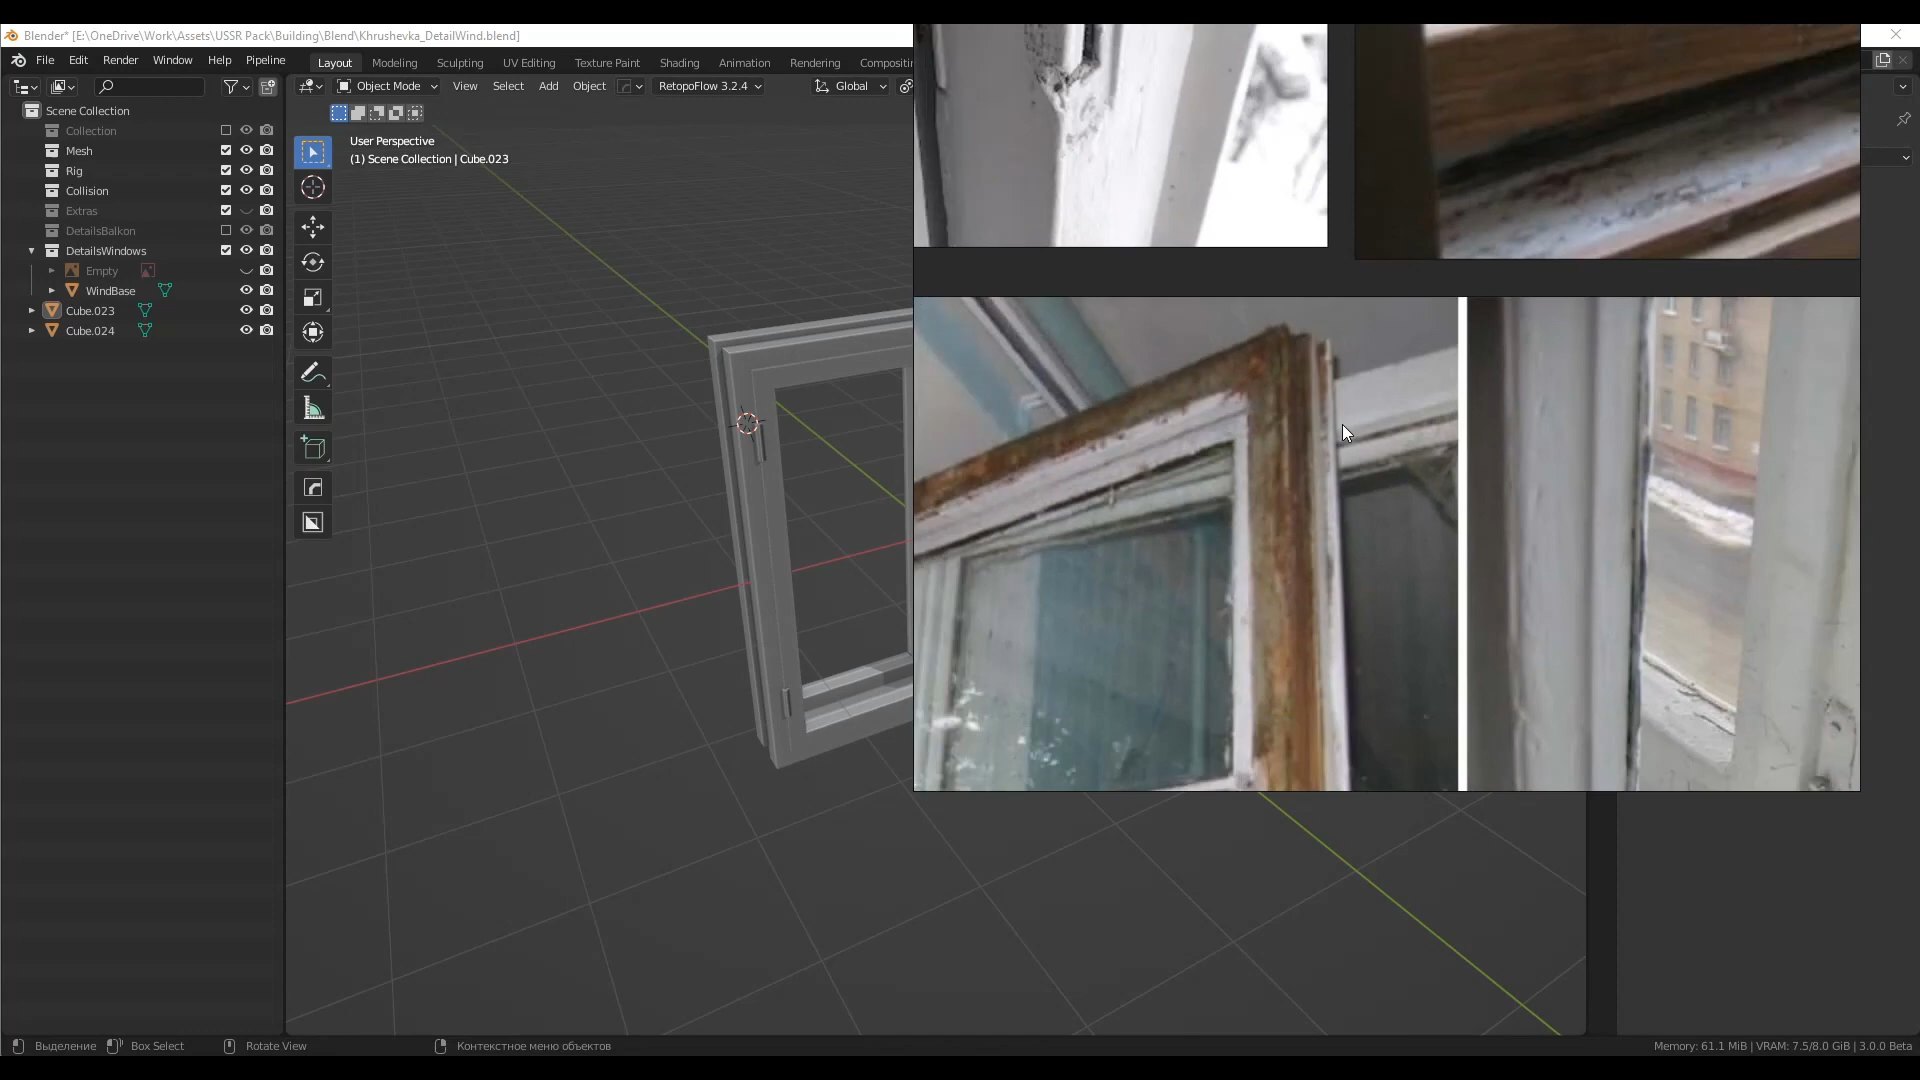 Blender* [E:\OneDrive\Work\Assets\USSR Pack\Building\Blend\Khrushevka_DetailWind.blend]
File Edit Render Window Help Pipeline
Layout Modeling Sculpting UV Editing Texture Paint Shading Animation Rendering Compositin
Object Mode View Select Add Object RetopoFlow 3.2.4 Global
Scene Collection
Collection
Mesh
Rig
Collision
Extras
DetailsBalkon
DetailsWindows
Empty
WindBase
Cube.023
Cube.024
User Perspective
(1) Scene Collection | Cube.023
Выделение Box Select Rotate View Контекстное меню объектов
Memory: 61.1 MiB | VRAM: 7.5/8.0 GiB | 3.0.0 Beta